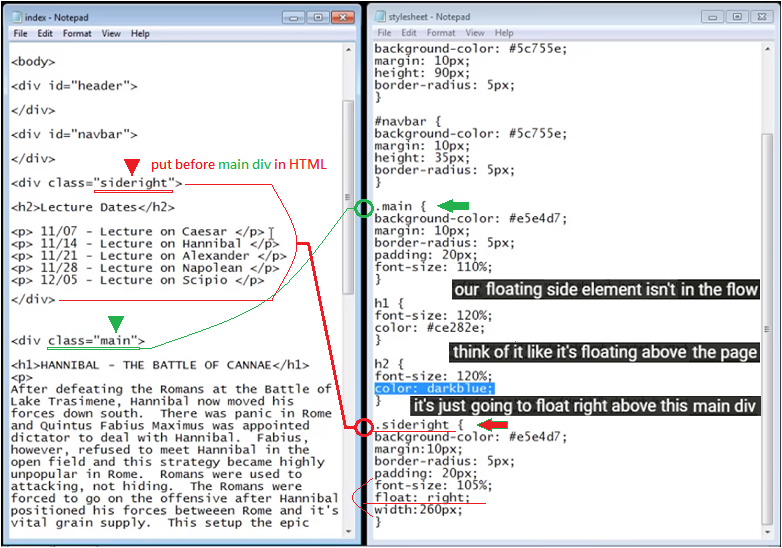 index - Notepad
File Edit Format View Help
<body>
<div id="header">
</div>
<div id="navbar">
</div>
put before main div in HTML
<div class="sideright">
<h2>Lecture Dates</h2>
<p> 11/07 - Lecture on Caesar </p>
<p> 11/14 - Lecture on Hannibal </p>
<p> 11/21 - Lecture on Alexander </p>
<p> 11/28 - Lecture on Napolean </p>
<p> 12/05 - Lecture on Scipio </p>
</div>
<div class="main">
<h1>HANNIBAL - THE BATTLE OF CANNAE</h1>
<p>
After defeating the Romans at the Battle of
Lake Trasimene, Hannibal now moved his
forces down south. There was panic in Rome
and Quintus Fabius Maximus was appointed
dictator to deal with Hannibal. Fabius,
however, refused to meet Hannibal in the
open field and this strategy became highly
unpopular in Rome. Romans were used to
attacking, not hiding. The Romans were
forced to go on the offensive after Hannibal
positioned his forces betweeen Rome and it's
vital grain supply. This setup the epic
stylesheet - Notepad
File Edit Format View Help
background-color: #5c755e;
margin: 10px;
height: 90px;
border-radius: 5px;
}
#navbar {
background-color: #5c755e;
margin: 10px;
height: 35px;
border-radius: 5px;
}
.main {
background-color: #e5e4d7;
margin: 10px;
border-radius: 5px;
padding: 20px;
font-size: 110%;
}
our floating side element isn't in the flow
h1 {
font-size: 120%;
color: #ce282e;
}
think of it like it's floating above the page
h2 {
font-size: 120%;
color: darkblue;
}
it's just going to float right above this main div
.sideright {
background-color: #e5e4d7;
margin:10px;
border-radius: 5px;
padding: 20px;
font-size: 105%;
float: right;
width:260px;
}